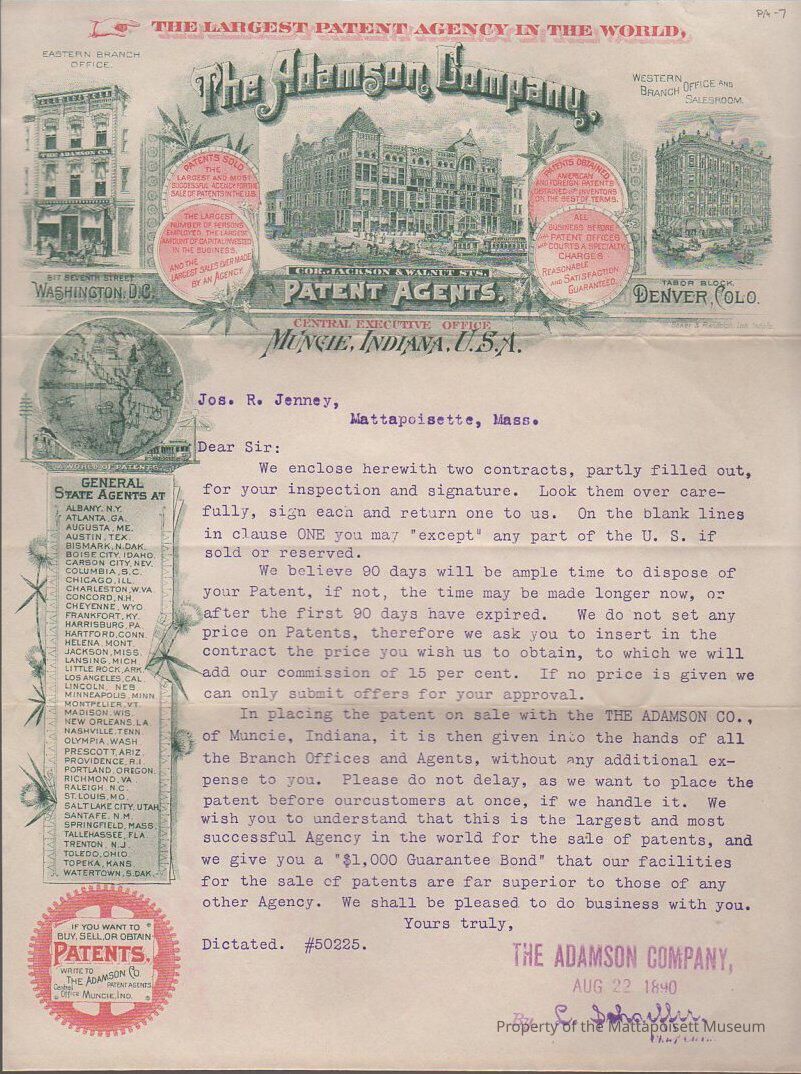 P/A-7
THE LARGEST PATENT AGENCY IN THE WORLD,
EASTERN BRANCH
OFFICE.
The Adamson Company,
WESTERN
BRANCH OFFICE AND
SALESROOM.
THE ADAMSON CO.
PATENTS SOLD
THE
LARGEST AND MOST
SUCCESSFUL AGENCY FOR THE
SALE OF PATENTS IN THE U.S.
THE LARGEST
NUMBER OF PERSONS
EMPLOYED, THE LARGEST
AMOUNT OF CAPITAL INVESTED
IN THE BUSINESS.
AND THE
LARGEST SALES EVER MADE
BY AN AGENCY.
PATENTS OBTAINED
AMERICAN
AND FOREIGN PATENTS
OBTAINED FOR INVENTORS
ON THE BEST OF TERMS.
ALL
BUSINESS BEFORE
THE PATENT OFFICES
AND COURTS A SPECIALTY.
CHARGES
REASONABLE
AND SATISFACTION
GUARANTEED.
617 SEVENTH STREET
WASHINGTON, D.C.
COR. JACKSON & WALNUT STS.
PATENT AGENTS.
TABOR BLOCK.
DENVER, COLO.
CENTRAL EXECUTIVE OFFICE
MUNCIE, INDIANA, U.S.A.
A WORLD OF PATENTS
GENERAL
STATE AGENTS AT
ALBANY, N.Y.
ATLANTA, GA.
AUGUSTA, ME.
AUSTIN, TEX.
BISMARK, N.DAK.
BOISE CITY, IDAHO.
CARSON CITY, NEV.
COLUMBIA, S.C.
CHICAGO, ILL.
CHARLESTON, W.VA.
CONCORD, N.H.
CHEYENNE, WYO
FRANKFORT, KY.
HARRISBURG, PA
HARTFORD, CONN.
HELENA, MONT.
JACKSON, MISS.
LANSING, MICH.
LITTLE ROCK, ARK.
LOS ANGELES, CAL.
LINCOLN, NEB
MINNEAPOLIS, MINN
MONTPELIER, VT.
MADISON, WIS.
NEW ORLEANS, LA.
NASHVILLE, TENN
OLYMPIA, WASH
PRESCOTT, ARIZ.
PROVIDENCE, R.I.
PORTLAND, OREGON.
RICHMOND, VA.
RALEIGH, N.C
ST. LOUIS, MO.
SALT LAKE CITY, UTAH
SANTAFE, N.M.
SPRINGFIELD, MASS.
TALLEHASSEE, FLA.
TRENTON, N.J
TOLEDO, OHIO
TOPEKA, KANS.
WATERTOWN, S.DAK.
IF YOU WANT TO
BUY, SELL, OR OBTAIN
PATENTS,
WRITE TO
THE ADAMSON CO.
PATENT AGENTS
Central
Office MUNCIE, IND.
Jos. R. Jenney,
Mattapoisette, Mass.
Dear Sir:
We enclose herewith two contracts, partly filled out,
for your inspection and signature. Look them over care-
fully, sign each and return one to us. On the blank lines
in clause ONE you may "except" any part of the U. S. if
sold or reserved.
We believe 90 days will be ample time to dispose of
your Patent, if not, the time may be made longer now, or
after the first 90 days have expired. We do not set any
price on Patents, therefore we ask you to insert in the
contract the price you wish us to obtain, to which we will
add our commission of 15 per cent. If no price is given we
can only submit offers for your approval.
In placing the patent on sale with the THE ADAMSON CO.,
of Muncie, Indiana, it is then given into the hands of all
the Branch Offices and Agents, without any additional ex-
pense to you. Please do not delay, as we want to place the
patent before ourcustomers at once, if we handle it. We
wish you to understand that this is the largest and most
successful Agency in the world for the sale of patents, and
we give you a "$1,000 Guarantee Bond" that our facilities
for the sale of patents are far superior to those of any
other Agency. We shall be pleased to do business with you.
Yours truly,
Dictated. #50225.
THE ADAMSON COMPANY,
AUG 22 1890
By C. Schaeller
Property of the Mattapoisett Museum